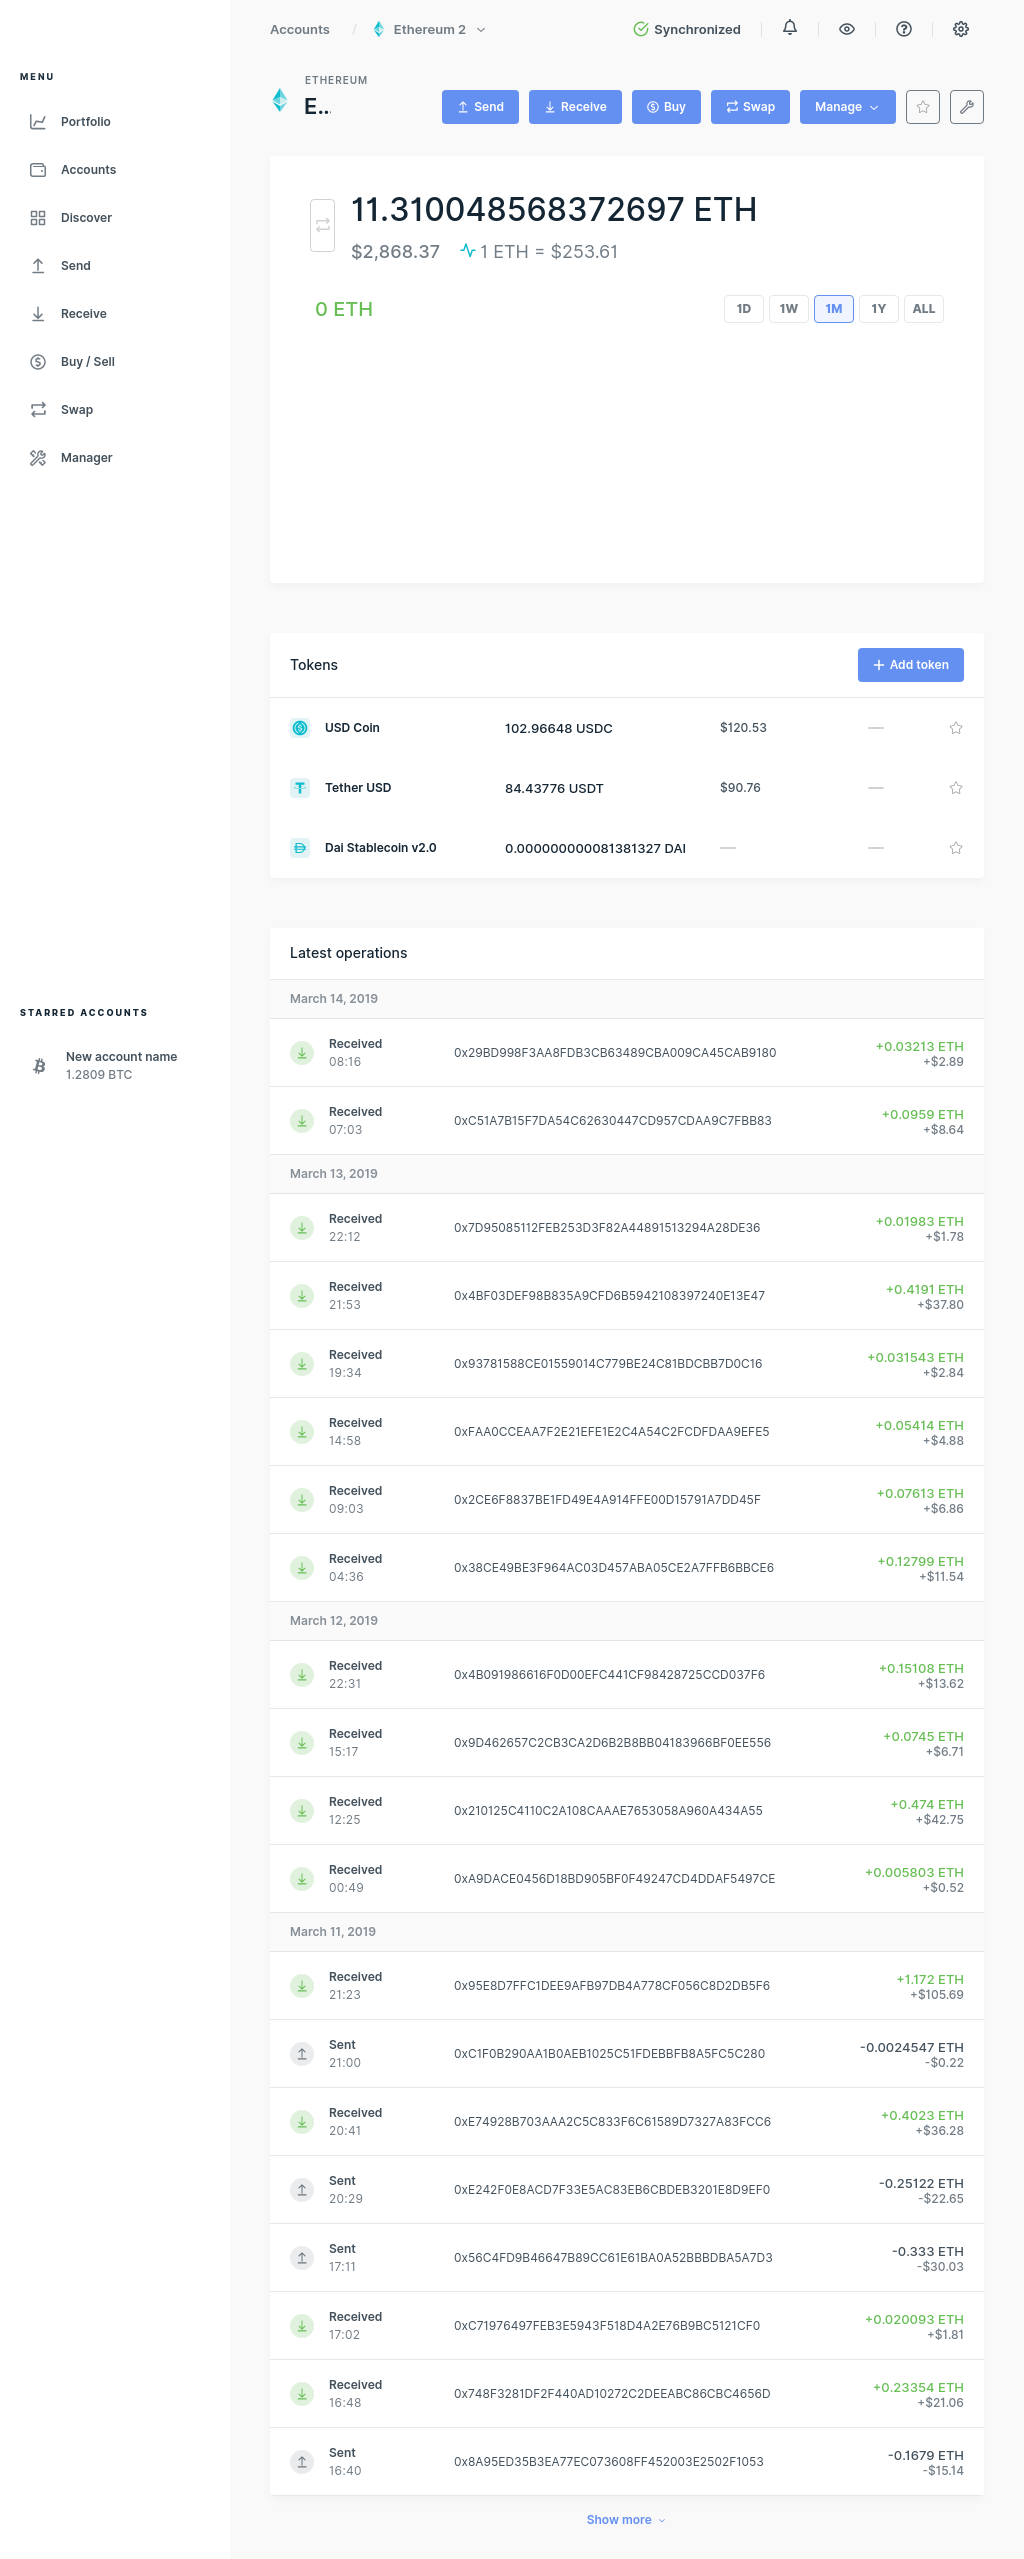 Accounts / Ethereum 2 Synchronized
MENU
Portfolio
Accounts
Discover
Send
Receive
Buy / Sell
Swap
Manager
STARRED ACCOUNTS
New account name
1.2809 BTC
ETHEREUM
E...
Send Receive Buy Swap Manage
11.310048568372697 ETH
$2,868.37 1 ETH = $253.61
0 ETH 1D 1W 1M 1Y ALL
Tokens Add token
USD Coin 102.96648 USDC $120.53 —
Tether USD 84.43776 USDT $90.76 —
Dai Stablecoin v2.0 0.000000000081381327 DAI — —
Latest operations
March 14, 2019
Received 0x29BD998F3AA8FDB3CB63489CBA009CA45CAB9180 +0.03213 ETH
08:16 +$2.89
Received 0xC51A7B15F7DA54C62630447CD957CDAA9C7FBB83 +0.0959 ETH
07:03 +$8.64
March 13, 2019
Received 0x7D95085112FEB253D3F82A44891513294A28DE36 +0.01983 ETH
22:12 +$1.78
Received 0x4BF03DEF98B835A9CFD6B5942108397240E13E47 +0.4191 ETH
21:53 +$37.80
Received 0x93781588CE01559014C779BE24C81BDCBB7D0C16 +0.031543 ETH
19:34 +$2.84
Received 0xFAA0CCEAA7F2E21EFE1E2C4A54C2FCDFDAA9EFE5 +0.05414 ETH
14:58 +$4.88
Received 0x2CE6F8837BE1FD49E4A914FFE00D15791A7DD45F +0.07613 ETH
09:03 +$6.86
Received 0x38CE49BE3F964AC03D457ABA05CE2A7FFB6BBCE6 +0.12799 ETH
04:36 +$11.54
March 12, 2019
Received 0x4B091986616F0D00EFC441CF98428725CCD037F6 +0.15108 ETH
22:31 +$13.62
Received 0x9D462657C2CB3CA2D6B2B8BB04183966BF0EE556 +0.0745 ETH
15:17 +$6.71
Received 0x210125C4110C2A108CAAAE7653058A960A434A55 +0.474 ETH
12:25 +$42.75
Received 0xA9DACE0456D18BD905BF0F49247CD4DDAF5497CE +0.005803 ETH
00:49 +$0.52
March 11, 2019
Received 0x95E8D7FFC1DEE9AFB97DB4A778CF056C8D2DB5F6 +1.172 ETH
21:23 +$105.69
Sent 0xC1F0B290AA1B0AEB1025C51FDEBBFB8A5FC5C280 -0.0024547 ETH
21:00 -$0.22
Received 0xE74928B703AAA2C5C833F6C61589D7327A83FCC6 +0.4023 ETH
20:41 +$36.28
Sent 0xE242F0E8ACD7F33E5AC83EB6CBDEB3201E8D9EF0 -0.25122 ETH
20:29 -$22.65
Sent 0x56C4FD9B46647B89CC61E61BA0A52BBBDBA5A7D3 -0.333 ETH
17:11 -$30.03
Received 0xC71976497FEB3E5943F518D4A2E76B9BC5121CF0 +0.020093 ETH
17:02 +$1.81
Received 0x748F3281DF2F440AD10272C2DEEABC86CBC4656D +0.23354 ETH
16:48 +$21.06
Sent 0x8A95ED35B3EA77EC073608FF452003E2502F1053 -0.1679 ETH
16:40 -$15.14
Show more